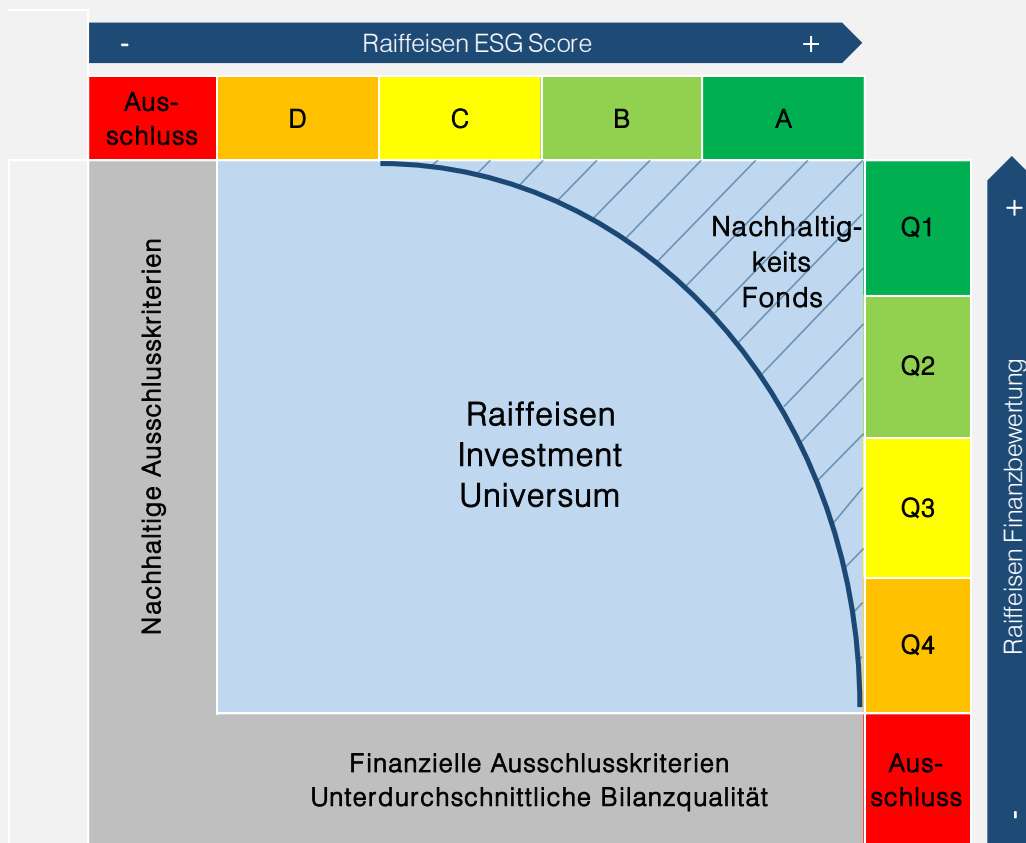 - Raiffeisen ESG Score +
Aus-
schluss
D
C
B
A
Nachhaltige Ausschlusskriterien
Nachhaltig-
keits
Fonds
Raiffeisen
Investment
Universum
Q1
Q2
Q3
Q4
+
Raiffeisen Finanzbewertung
-
Finanzielle Ausschlusskriterien
Unterdurchschnittliche Bilanzqualität
Aus-
schluss